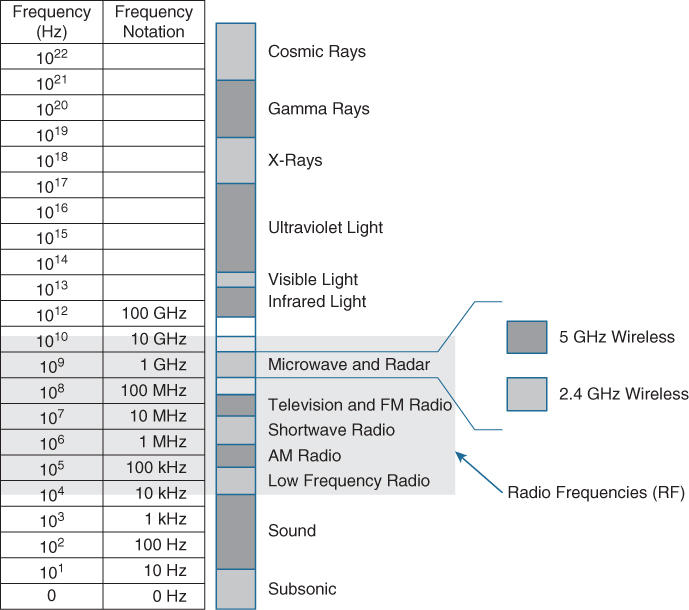 Frequency (Hz) Frequency Notation
10²²
10²¹
10²⁰
10¹⁹
10¹⁸
10¹⁷
10¹⁶
10¹⁵
10¹⁴
10¹³
10¹² 100 GHz
10¹⁰ 10 GHz
10⁹ 1 GHz
10⁸ 100 MHz
10⁷ 10 MHz
10⁶ 1 MHz
10⁵ 100 kHz
10⁴ 10 kHz
10³ 1 kHz
10² 100 Hz
10¹ 10 Hz
0 0 Hz
Cosmic Rays
Gamma Rays
X-Rays
Ultraviolet Light
Visible Light
Infrared Light
Microwave and Radar
Television and FM Radio
Shortwave Radio
AM Radio
Low Frequency Radio
Sound
Subsonic
5 GHz Wireless
2.4 GHz Wireless
Radio Frequencies (RF)